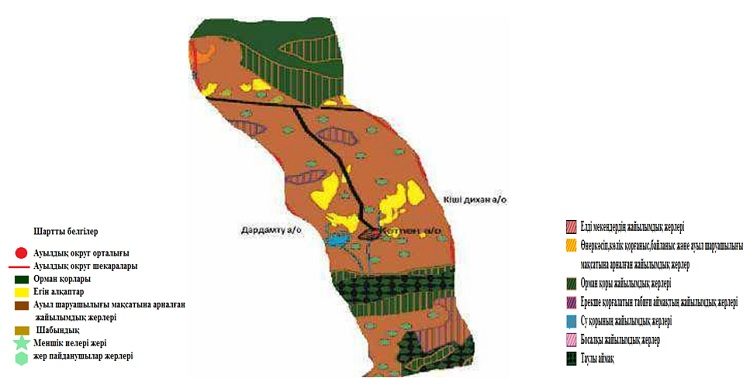 Кіші дихан а/о
Дардамту а/о
а/о
Шартты белгілер
Ауылдық округ орталығы
Ауылдық округ шекаралары
Орман қорлары
Егін алқаптар
Ауыл шаруашылығы мақсатына арналған
жайылымдық жерлері
Шабындық
Меншік иелері жері
жер пайданушылар жерлері
Елді мекендердің жайылымдық жерлері
Өнеркәсіп,көлік қорғаныс,байланыс және ауыл шаруашылығы
мақсатына арналған жайылымдық жерлер
Орман қоры жайылымдық жерлері
Ерекше қорғалатын табиғи аймақтың жайылымдық жерлері
Су қорының жайылымдық жерлері
Босалқы жайылымдық жерлер
Таулы аймақ